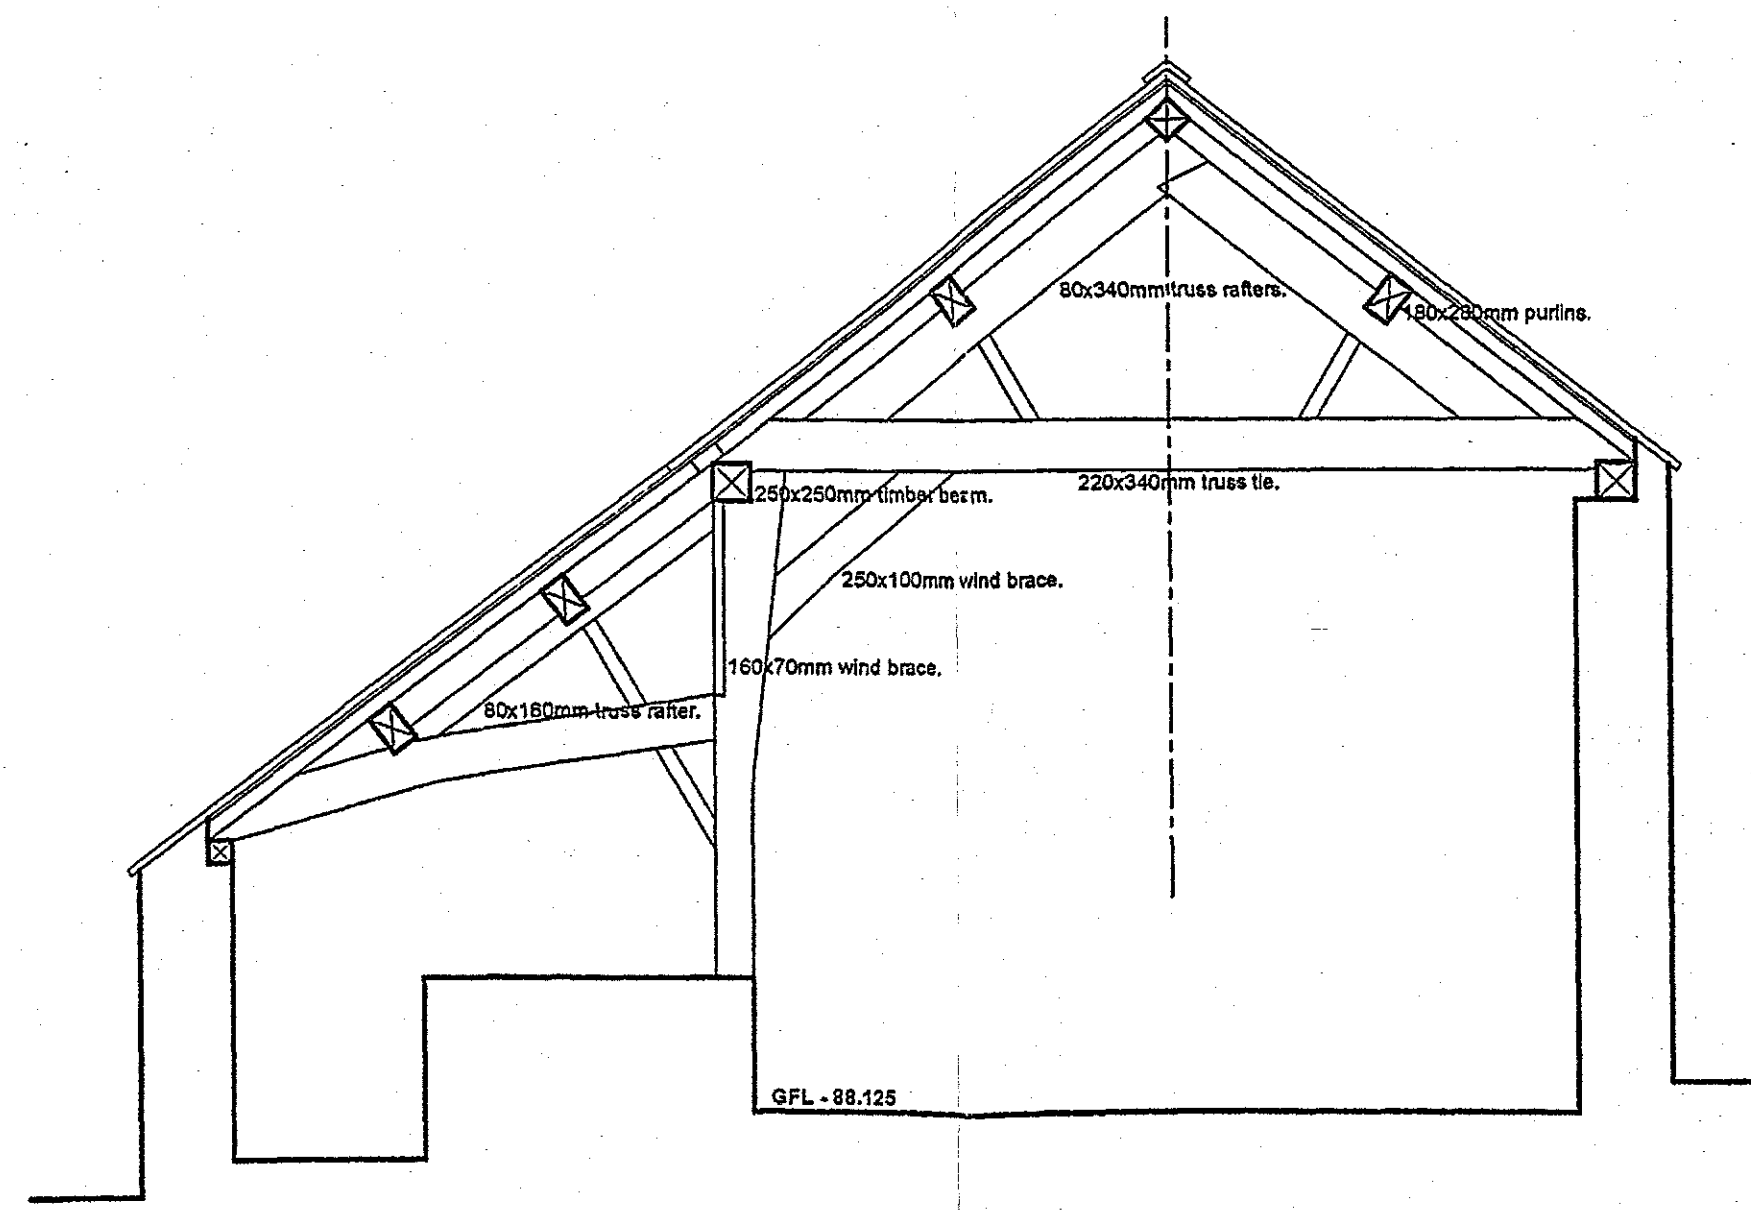 80x340mm truss rafters.
180x280mm purlins.
220x340mm truss tie.
250x250mm timber beam.
250x100mm wind brace.
160x70mm wind brace.
80x160mm truss rafter.
GFL - 88.125